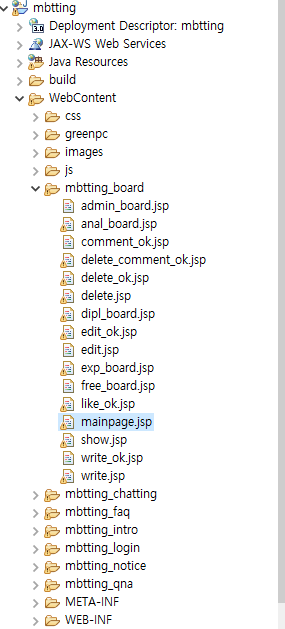 mbtting
Deployment Descriptor: mbtting
JAX-WS Web Services
Java Resources
build
WebContent
css
greenpc
images
js
mbtting_board
admin_board.jsp
anal_board.jsp
comment_ok.jsp
delete_comment_ok.jsp
delete_ok.jsp
delete.jsp
dipl_board.jsp
edit_ok.jsp
edit.jsp
exp_board.jsp
free_board.jsp
like_ok.jsp
mainpage.jsp
show.jsp
write_ok.jsp
write.jsp
mbtting_chatting
mbtting_faq
mbtting_intro
mbtting_login
mbtting_notice
mbtting_qna
META-INF
WEB-INF